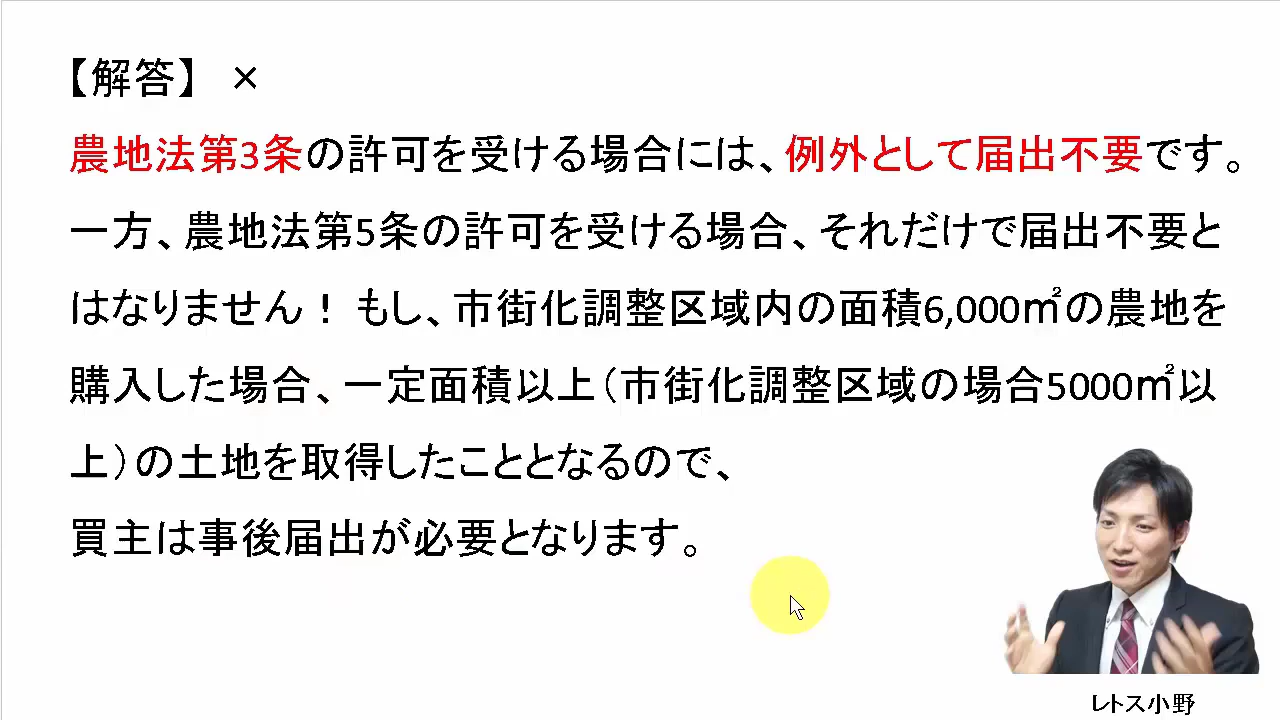 【解答】 ×
農地法第3条の許可を受ける場合には、例外として届出不要です。
一方、農地法第5条の許可を受ける場合、それだけで届出不要と
はなりません！ もし、市街化調整区域内の面積6,000㎡の農地を
購入した場合、一定面積以上（市街化調整区域の場合5000㎡以
上）の土地を取得したこととなるので、
買主は事後届出が必要となります。
レトス小野